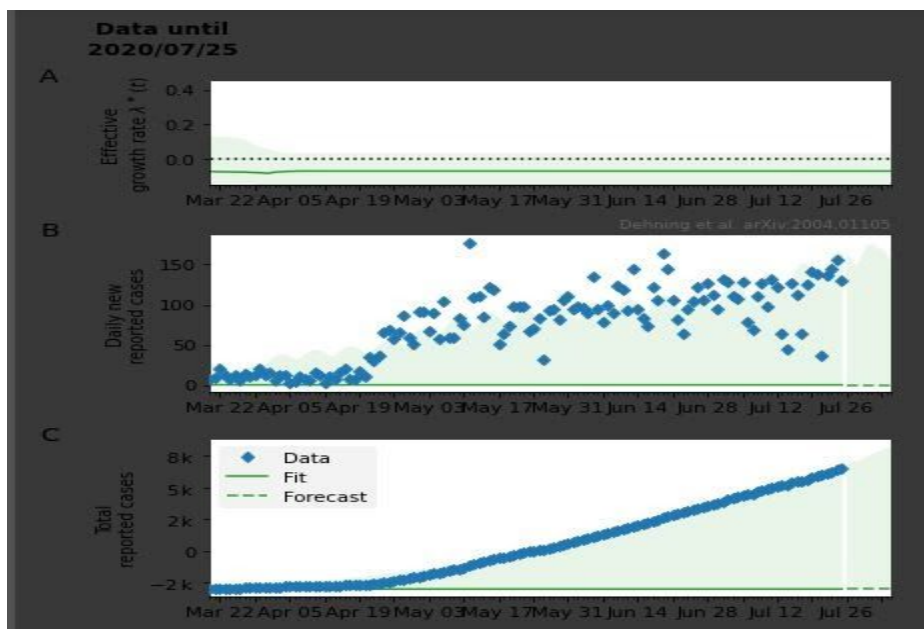 Data until
2020/07/25
A
Effective
growth rate λ*(t)
0.4
0.2
0.0
Mar 22 Apr 05 Apr 19 May 03 May 17 May 31 Jun 14 Jun 28 Jul 12 Jul 26
Dehning et al. arXiv:2004.01105
B
Daily new
reported cases
150
100
50
0
Mar 22 Apr 05 Apr 19 May 03 May 17 May 31 Jun 14 Jun 28 Jul 12 Jul 26
C
Total
reported cases
8k
5k
2k
0
−2k
Data
Fit
Forecast
Mar 22 Apr 05 Apr 19 May 03 May 17 May 31 Jun 14 Jun 28 Jul 12 Jul 26